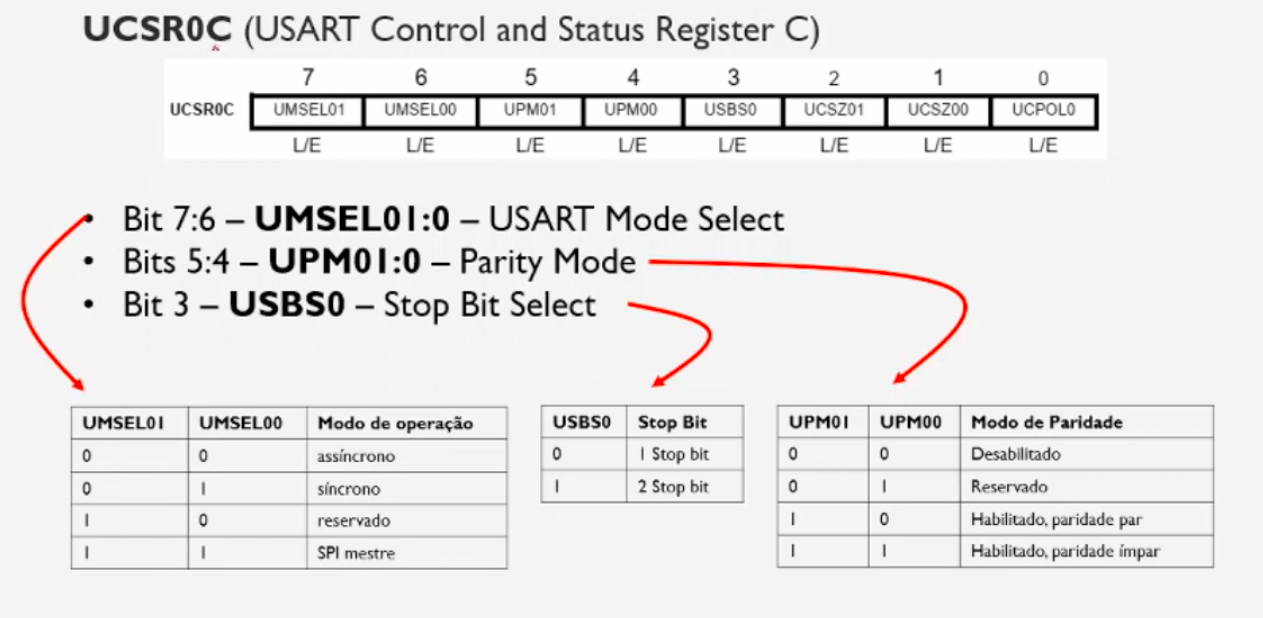 UCSR0C (USART Control and Status Register C)
7 6 5 4 3 2 1 0
UCSR0C UMSEL01 UMSEL00 UPM01 UPM00 USBS0 UCSZ01 UCSZ00 UCPOL0
L/E L/E L/E L/E L/E L/E L/E L/E
• Bit 7:6 – UMSEL01:0 – USART Mode Select
• Bits 5:4 – UPM01:0 – Parity Mode
• Bit 3 – USBS0 – Stop Bit Select
UMSEL01 UMSEL00 Modo de operação
0 0 assíncrono
0 1 síncrono
1 0 reservado
1 1 SPI mestre
USBS0 Stop Bit
0 1 Stop bit
1 2 Stop bit
UPM01 UPM00 Modo de Paridade
0 0 Desabilitado
0 1 Reservado
1 0 Habilitado, paridade par
1 1 Habilitado, paridade ímpar